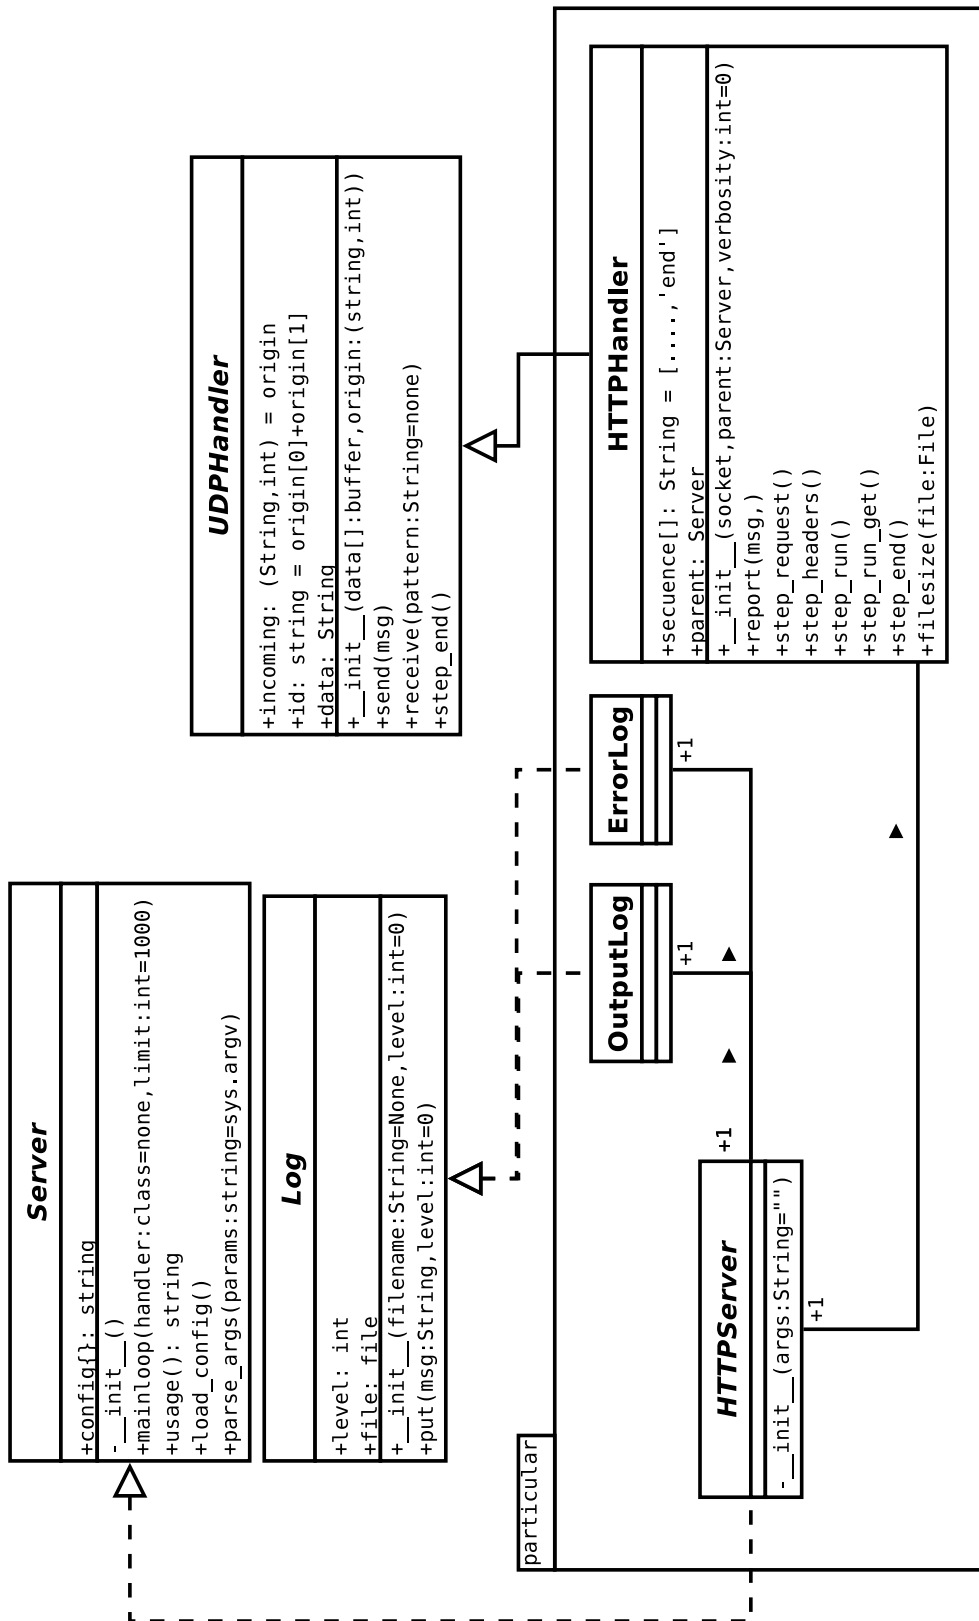 Server
+config{}: string
-__init__()
+mainloop(handler:class=none,limit:int=1000)
+usage(): string
+load_config()
+parse_args(params:string=sys.argv)
Log
+level: int
+file: file
+__init__(filename:String=None,level:int=0)
+put(msg:String,level:int=0)
UDPHandler
+incoming: (String,int) = origin
+id: string = origin[0]+origin[1]
+data: String
+__init__(data[]:buffer,origin:(string,int))
+send(msg)
+receive(pattern:String=none)
+step_end()
particular
OutputLog
+1
ErrorLog
+1
HTTPHandler
+secuence[]: String = [....,'end']
+parent: Server
+__init__(socket,parent:Server,verbosity:int=0)
+report(msg,)
+step_request()
+step_headers()
+step_run()
+step_run_get()
+step_end()
+filesize(file:File)
+1
HTTPServer
-__init__(args:String="")
+1